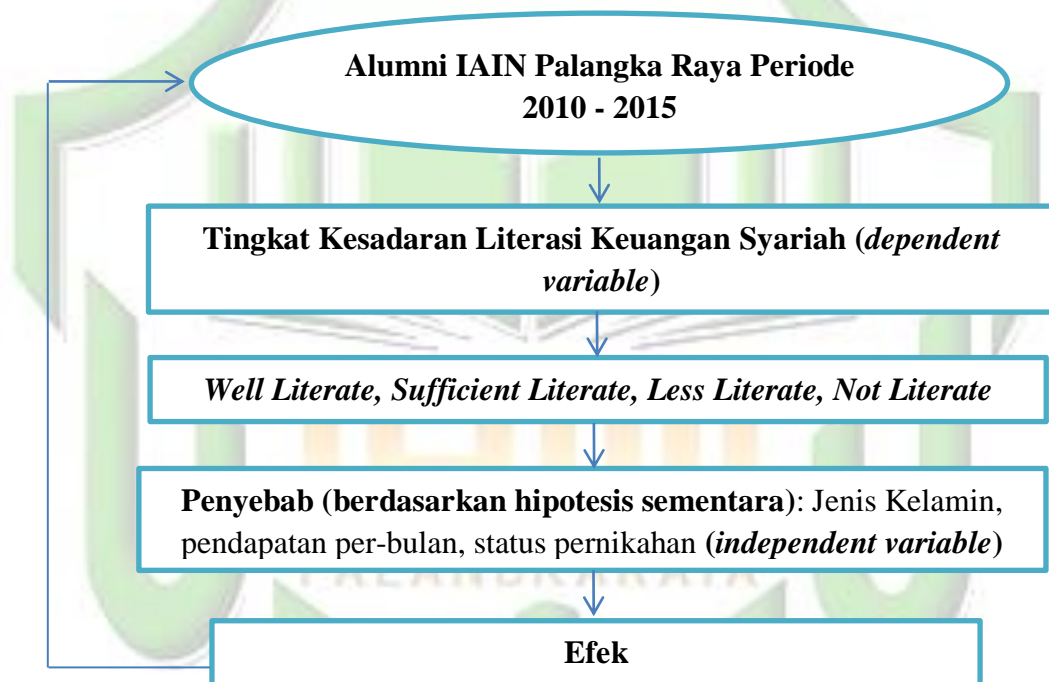 Alumni IAIN Palangka Raya Periode
2010 - 2015
Tingkat Kesadaran Literasi Keuangan Syariah (dependent
variable)
Well Literate, Sufficient Literate, Less Literate, Not Literate
Penyebab (berdasarkan hipotesis sementara): Jenis Kelamin,
pendapatan per-bulan, status pernikahan (independent variable)
PALANGKARAYA
Efek